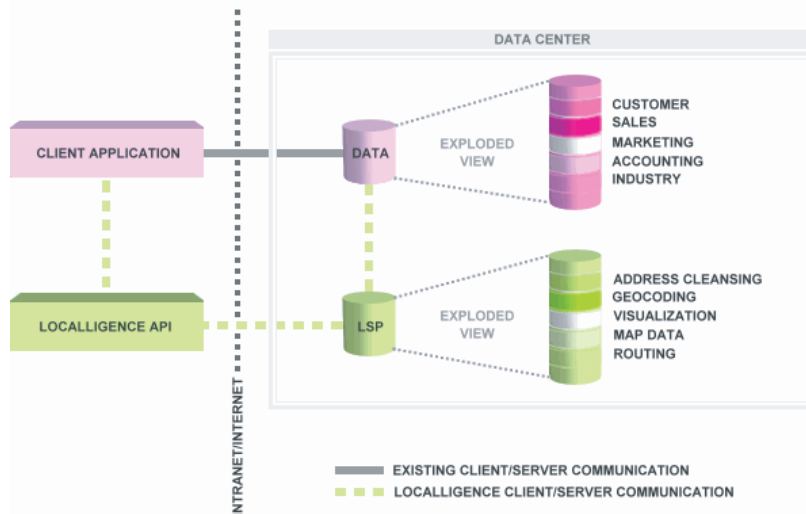 DATA CENTER
CUSTOMER
SALES
MARKETING
ACCOUNTING
INDUSTRY
CLIENT APPLICATION
DATA
EXPLODED
VIEW
ADDRESS CLEANSING
GEOCODING
VISUALIZATION
MAP DATA
ROUTING
LOCALLIGENCE API
LSP
EXPLODED
VIEW
INTRANET/INTERNET
EXISTING CLIENT/SERVER COMMUNICATION
LOCALLIGENCE CLIENT/SERVER COMMUNICATION